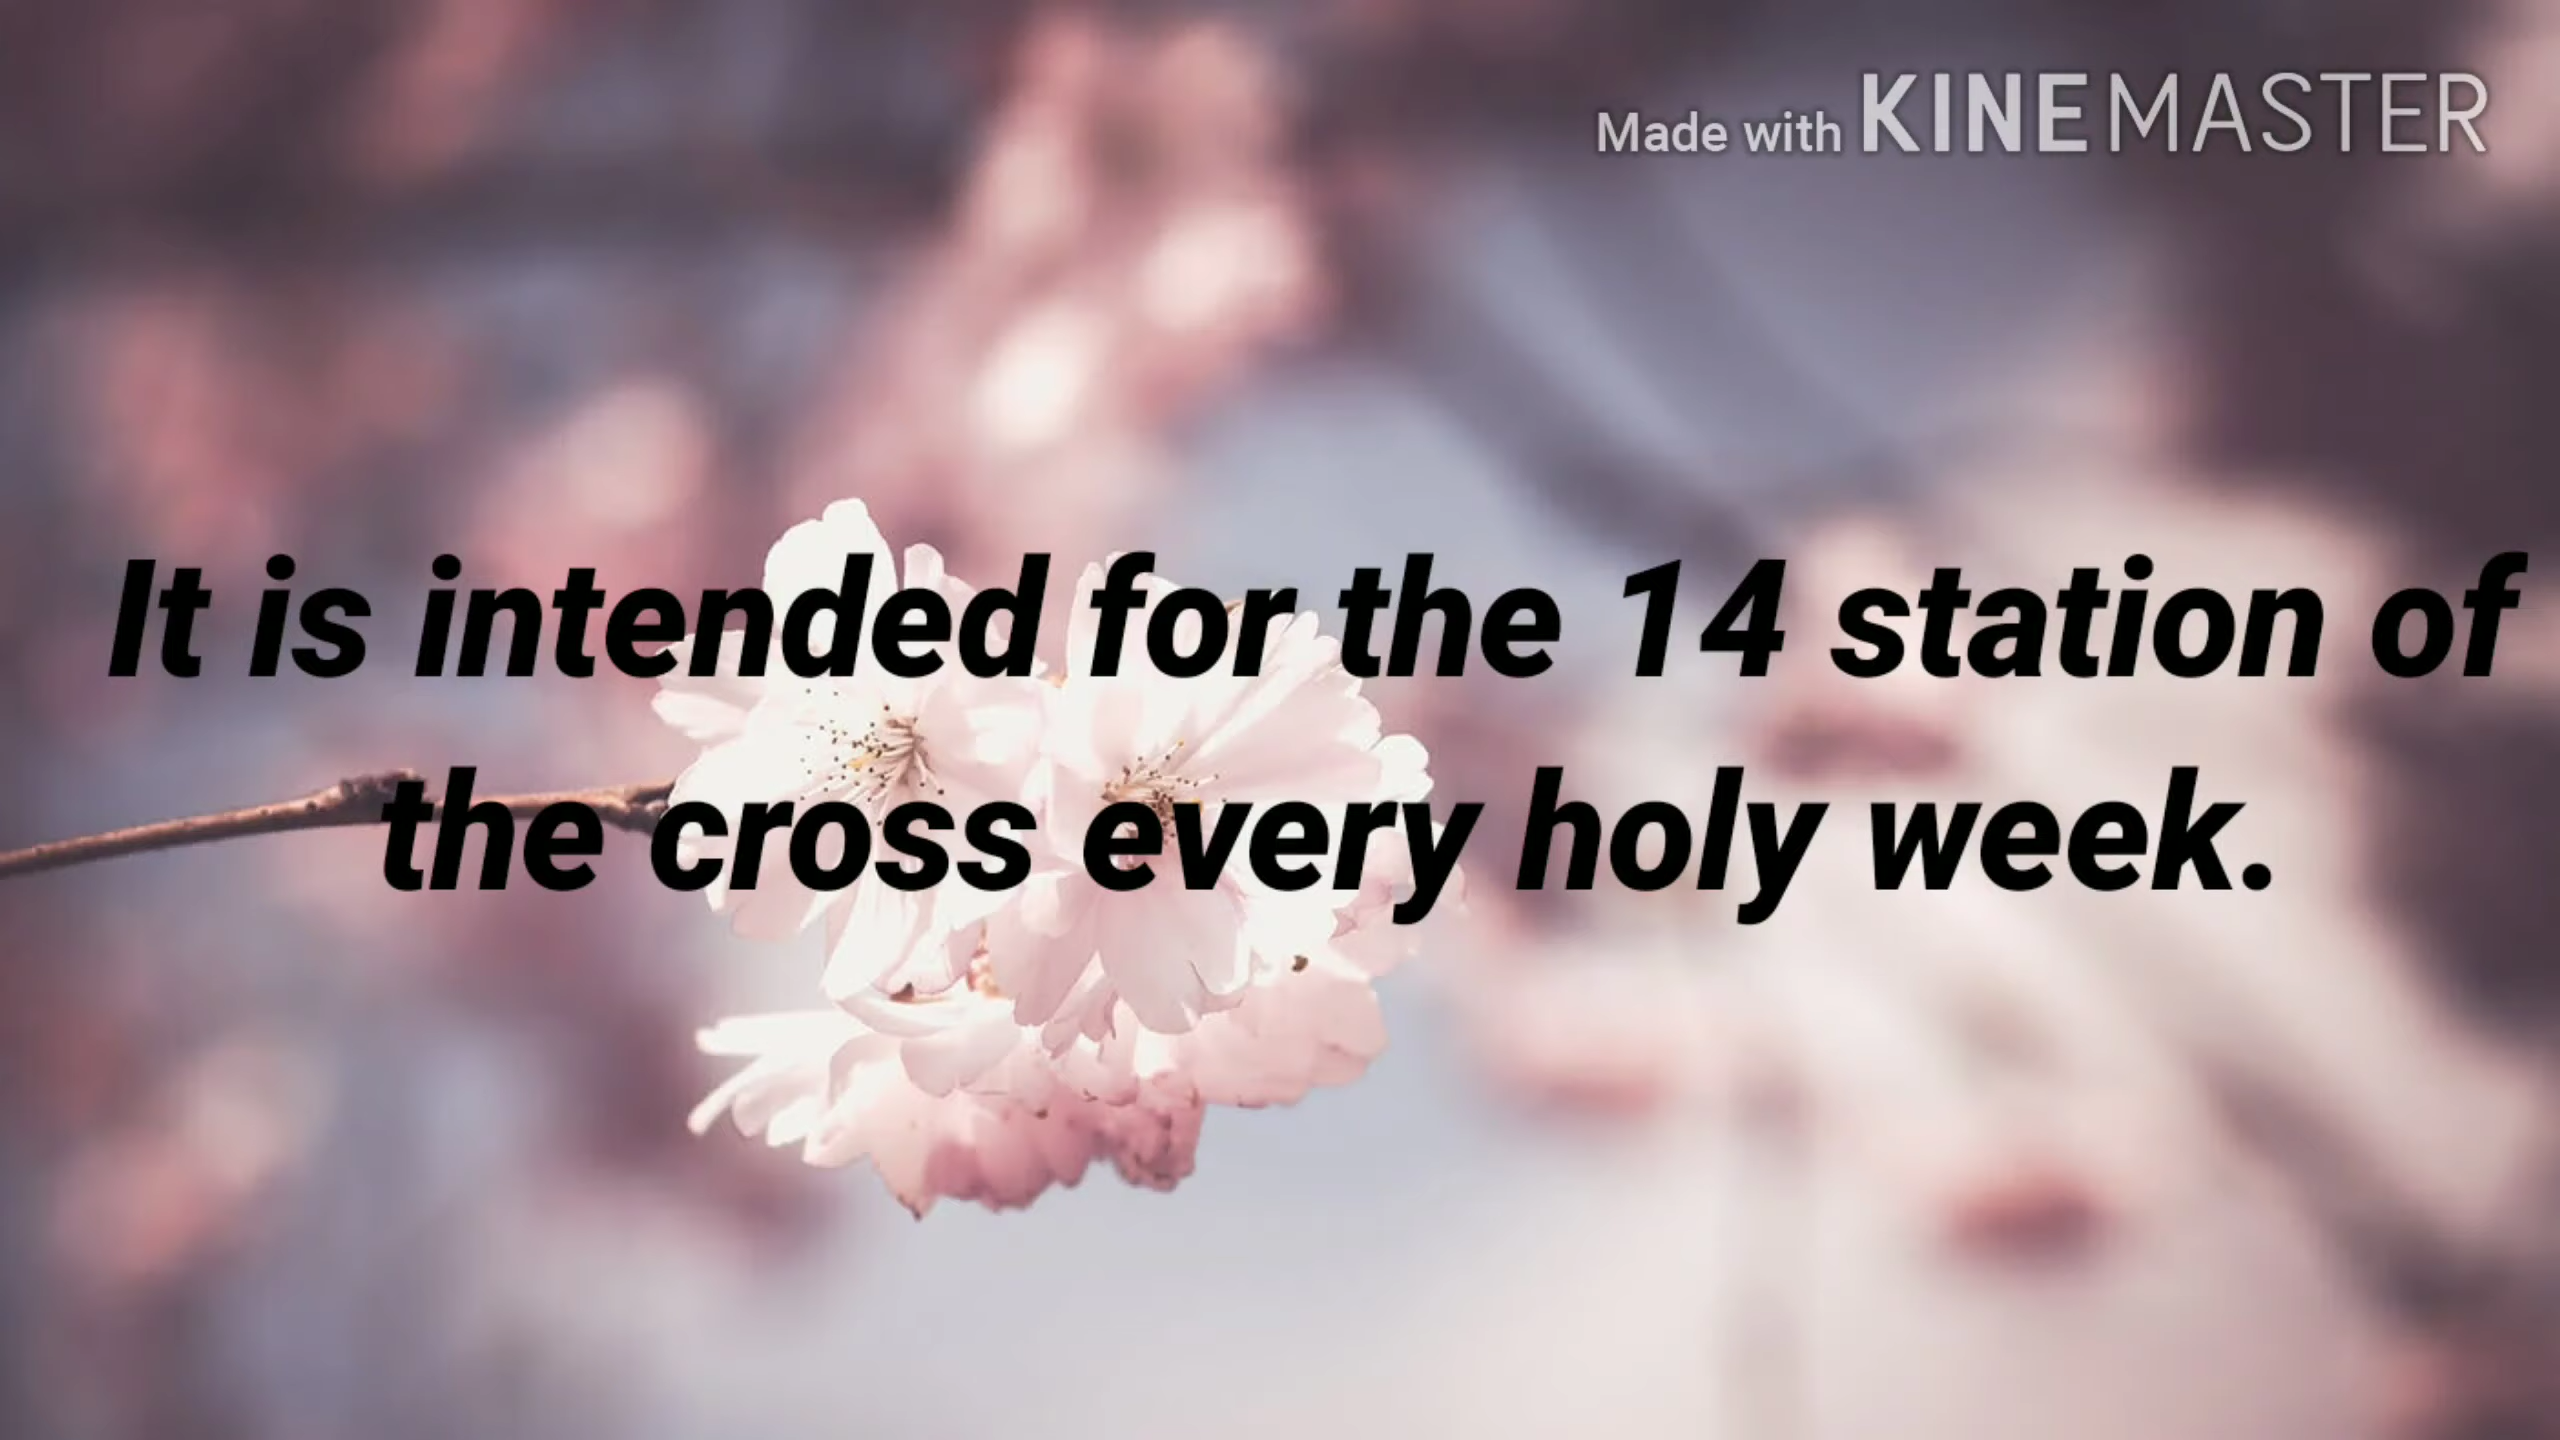 Made with KINEMASTER
It is intended for the 14 station of
the cross every holy week.